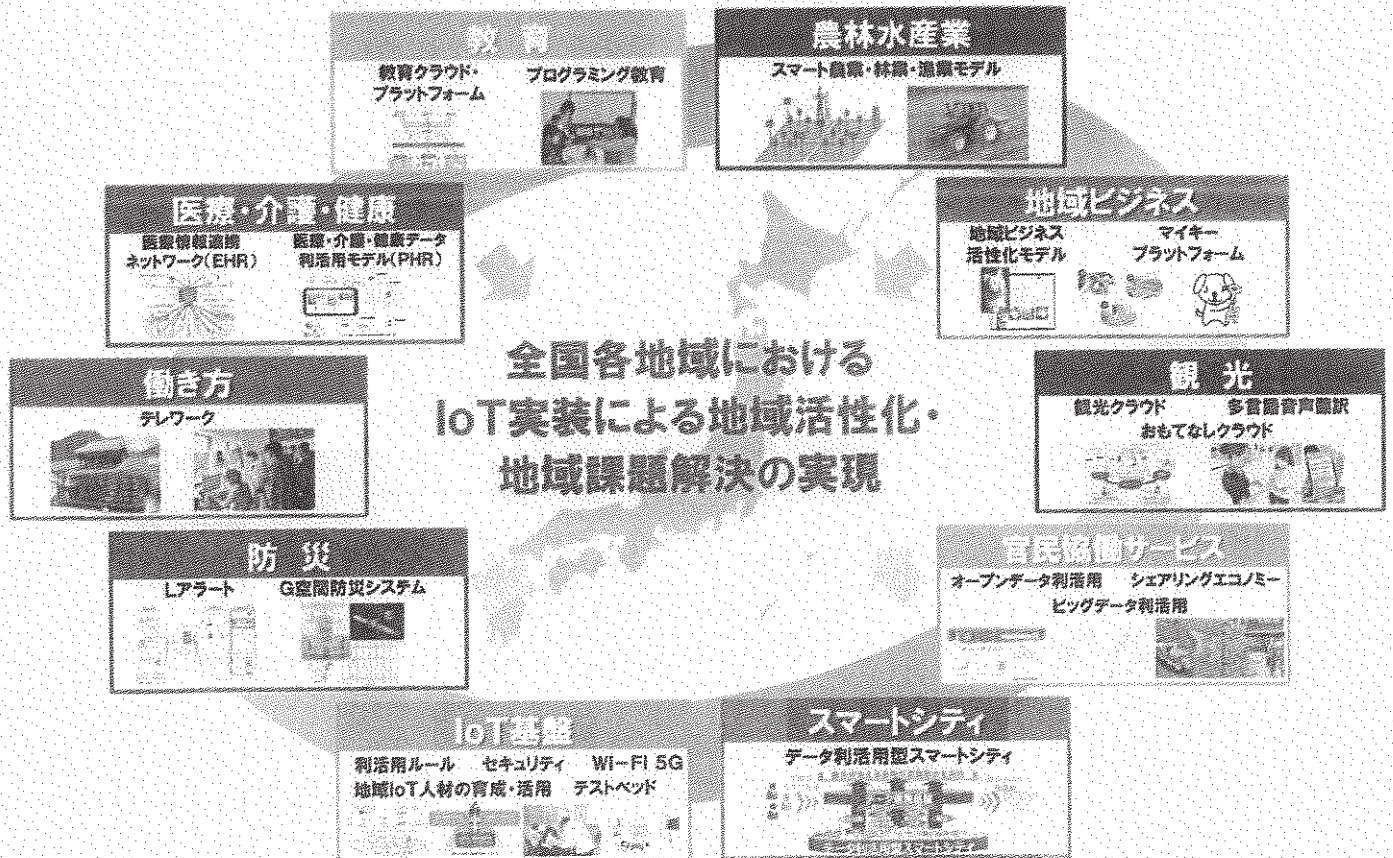 教 育
教育クラウド・
プラットフォーム
プログラミング教育
農林水産業
スマート農業・林業・漁業モデル
医療・介護・健康
医療情報連携
ネットワーク(EHR)
医療・介護・健康データ
利活用モデル(PHR)
地域ビジネス
地域ビジネス
活性化モデル
マイキー
プラットフォーム
全国各地域における
IoT実装による地域活性化・
地域課題解決の実現
働き方
テレワーク
観 光
観光クラウド
多言語音声翻訳
おもてなしクラウド
防 災
Lアラート
G空間防災システム
官民協働サービス
オープンデータ利活用
シェアリングエコノミー
ビッグデータ利活用
IoT基盤
利活用ルール セキュリティ Wi-Fi 5G
地域IoT人材の育成・活用 テストベッド
スマートシティ
データ利活用型スマートシティ
データ利活用型スマートシティ